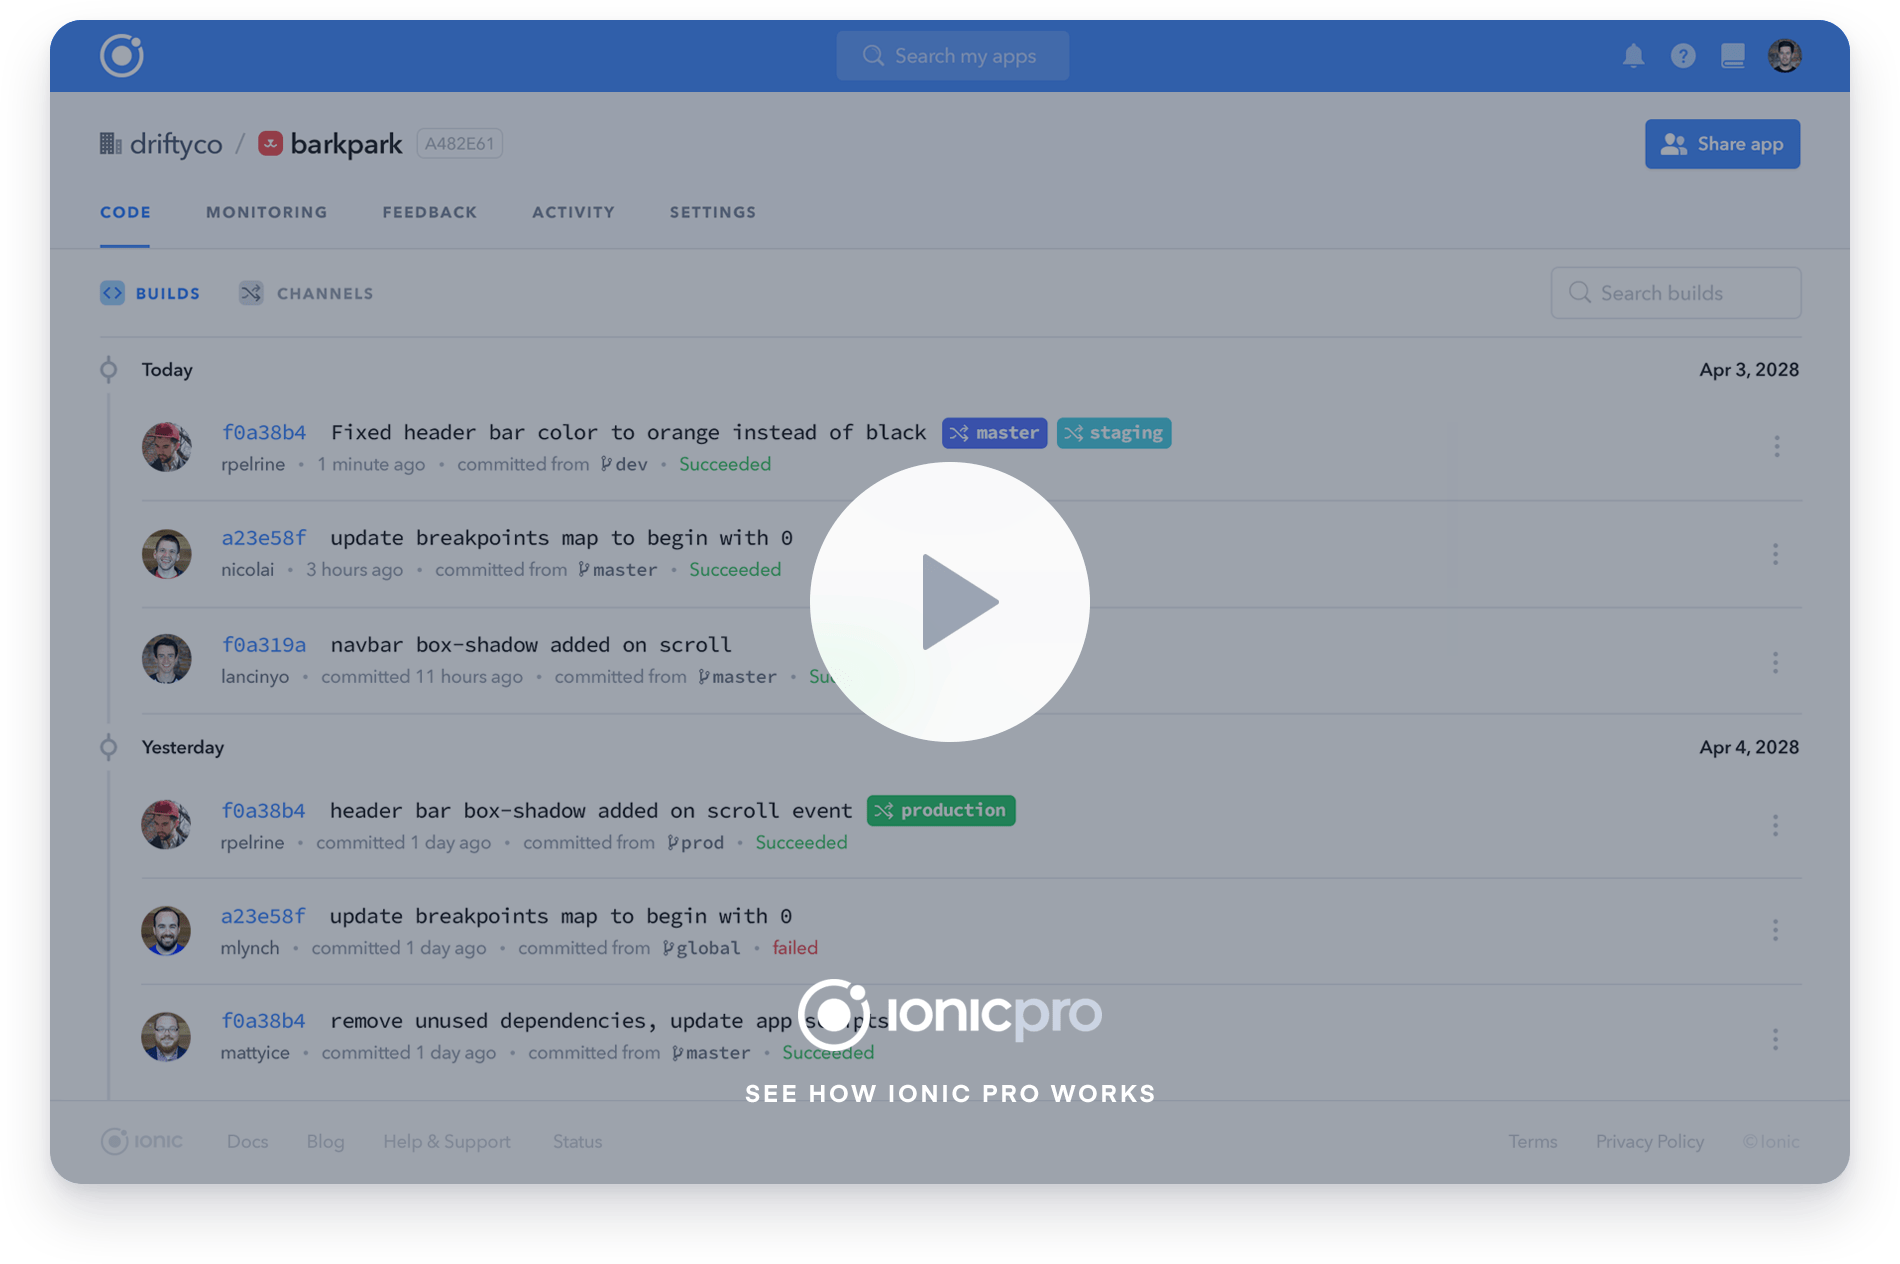 Search my apps
?
driftyco / barkpark A482E61
Share app
CODE MONITORING FEEDBACK ACTIVITY SETTINGS
BUILDS CHANNELS
Search builds
Today Apr 3, 2028
f0a38b4 Fixed header bar color to orange instead of black master staging
rpelrine • 1 minute ago • committed from dev • Succeeded
a23e58f update breakpoints map to begin with 0
nicolai • 3 hours ago • committed from master • Succeeded
f0a319a navbar box-shadow added on scroll
lancinyo • committed 11 hours ago • committed from master • Su
Yesterday Apr 4, 2028
f0a38b4 header bar box-shadow added on scroll event production
rpelrine • committed 1 day ago • committed from prod • Succeeded
a23e58f update breakpoints map to begin with 0
mlynch • committed 1 day ago • committed from global • failed
f0a38b4 remove unused dependencies, update app scripts
ionicpro
mattyice • committed 1 day ago • committed from master • Succeeded
SEE HOW IONIC PRO WORKS
ionic Docs Blog Help & Support Status Terms Privacy Policy © Ionic